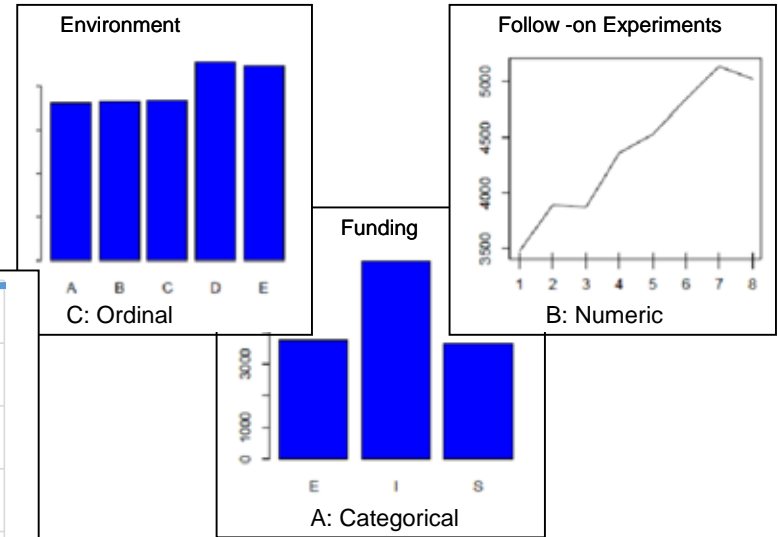 Environment
A B C D E
C: Ordinal
Follow -on Experiments
5000
4500
4000
3500
1 2 3 4 5 6 7 8
B: Numeric
Funding
3000
1000
0
E I S
A: Categorical